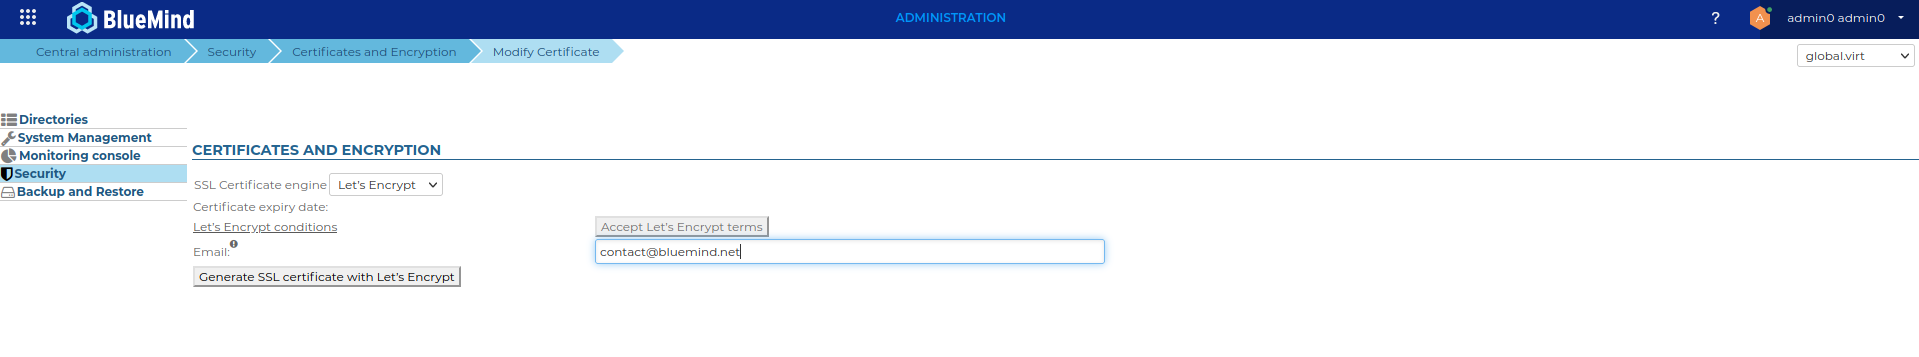 BlueMind
ADMINISTRATION
? A admin0 admin0
Central administration Security Certificates and Encryption Modify Certificate
global.virt
Directories
System Management
Monitoring console
Security
Backup and Restore
CERTIFICATES AND ENCRYPTION
SSL Certificate engine Let's Encrypt
Certificate expiry date:
Let's Encrypt conditions Accept Let's Encrypt terms
Email: contact@bluemind.net
Generate SSL certificate with Let's Encrypt